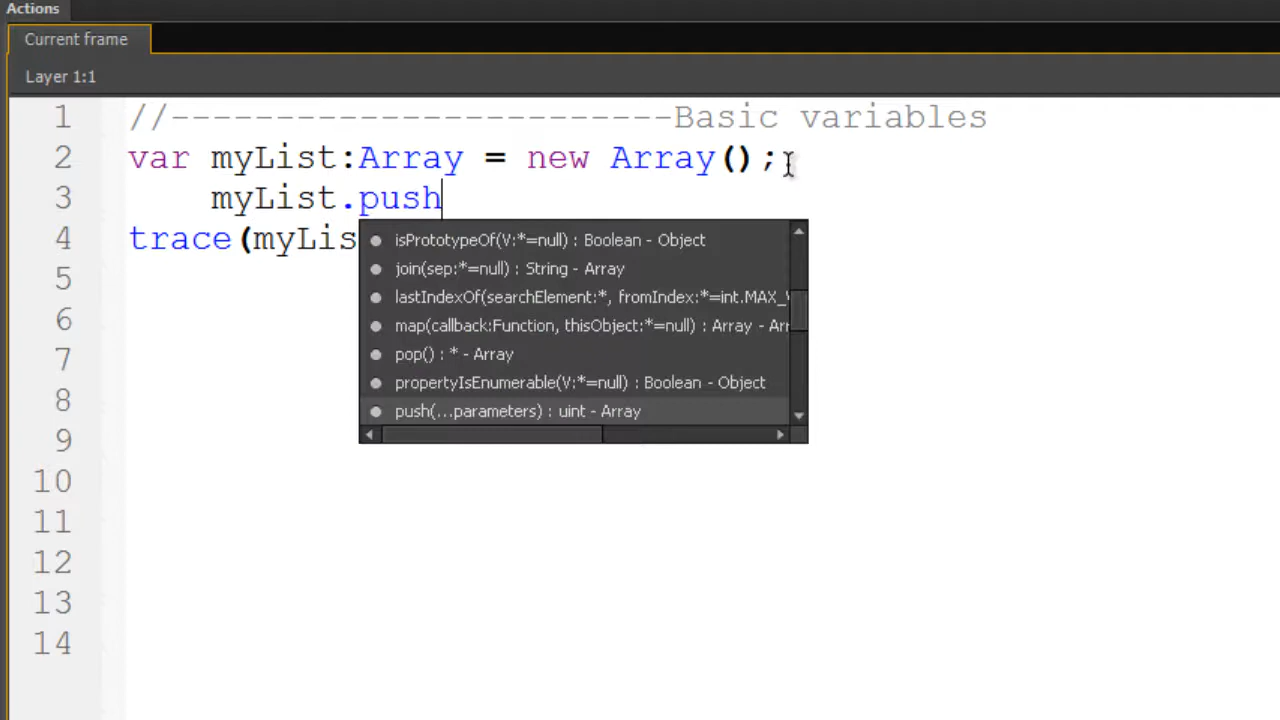 Actions
Current frame
Layer 1:1
1 //------------------------Basic variables
2 var myList:Array = new Array();
3 myList.push
4 trace(myLis
isPrototypeOf(V:*=null) : Boolean - Object
5
join(sep:*=null) : String - Array
lastIndexOf(searchElement:*, fromIndex:*=int.MAX_
6
map(callback:Function, thisObject:*=null) : Array - Arr
7
pop() : * - Array
propertyIsEnumerable(V:*=null) : Boolean - Object
8
push(...parameters) : uint - Array
9
10
11
12
13
14